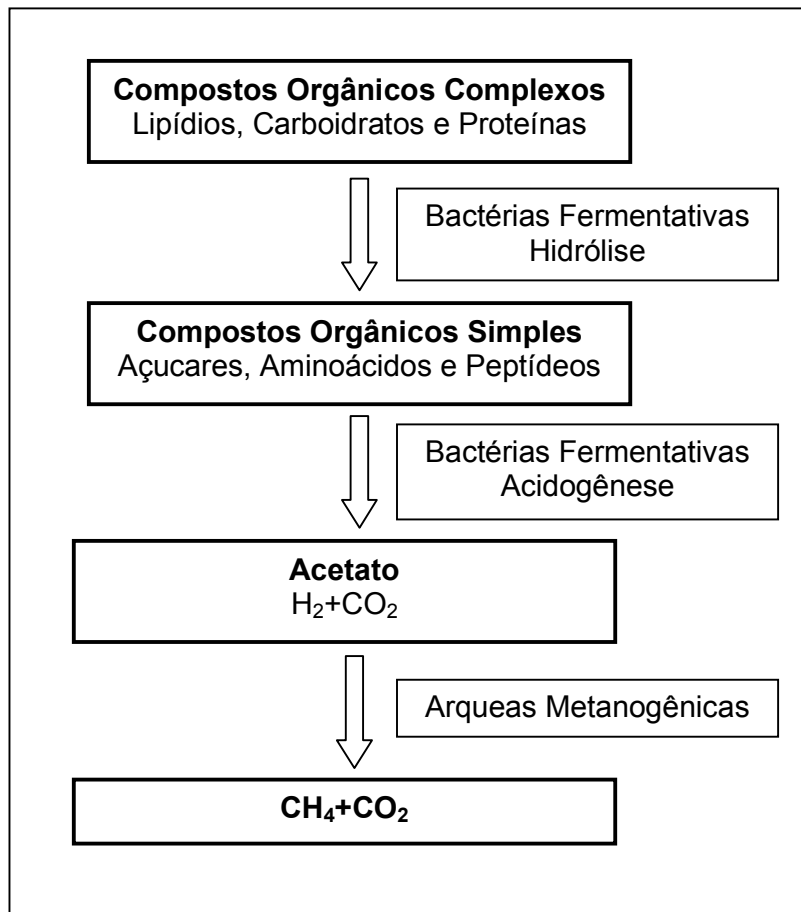 Compostos Orgânicos Complexos
Lipídios, Carboidratos e Proteínas
Bactérias Fermentativas
Hidrólise
Compostos Orgânicos Simples
Açucares, Aminoácidos e Peptídeos
Bactérias Fermentativas
Acidogênese
Acetato
H₂+CO₂
Arqueas Metanogênicas
CH₄+CO₂